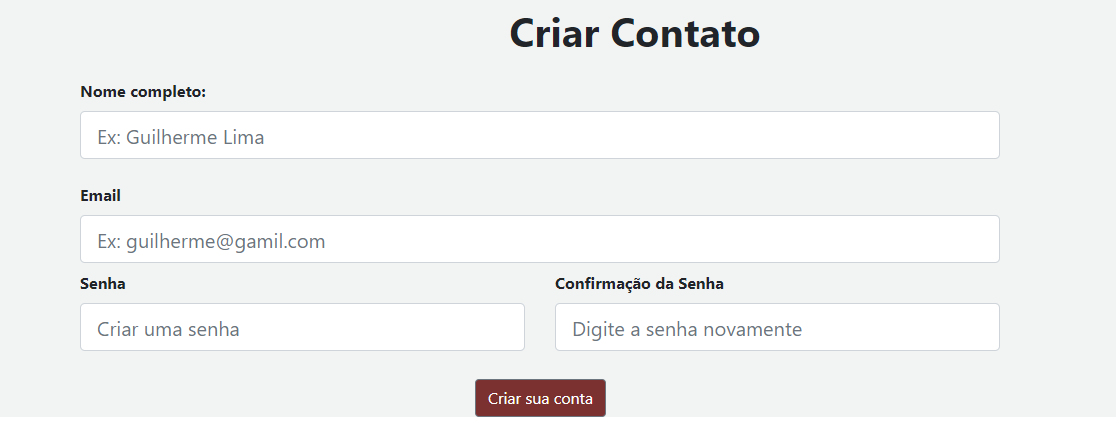 Criar Contato
Nome completo:
Ex: Guilherme Lima
Email
Ex: guilherme@gamil.com
Senha
Confirmação da Senha
Criar uma senha
Digite a senha novamente
Criar sua conta